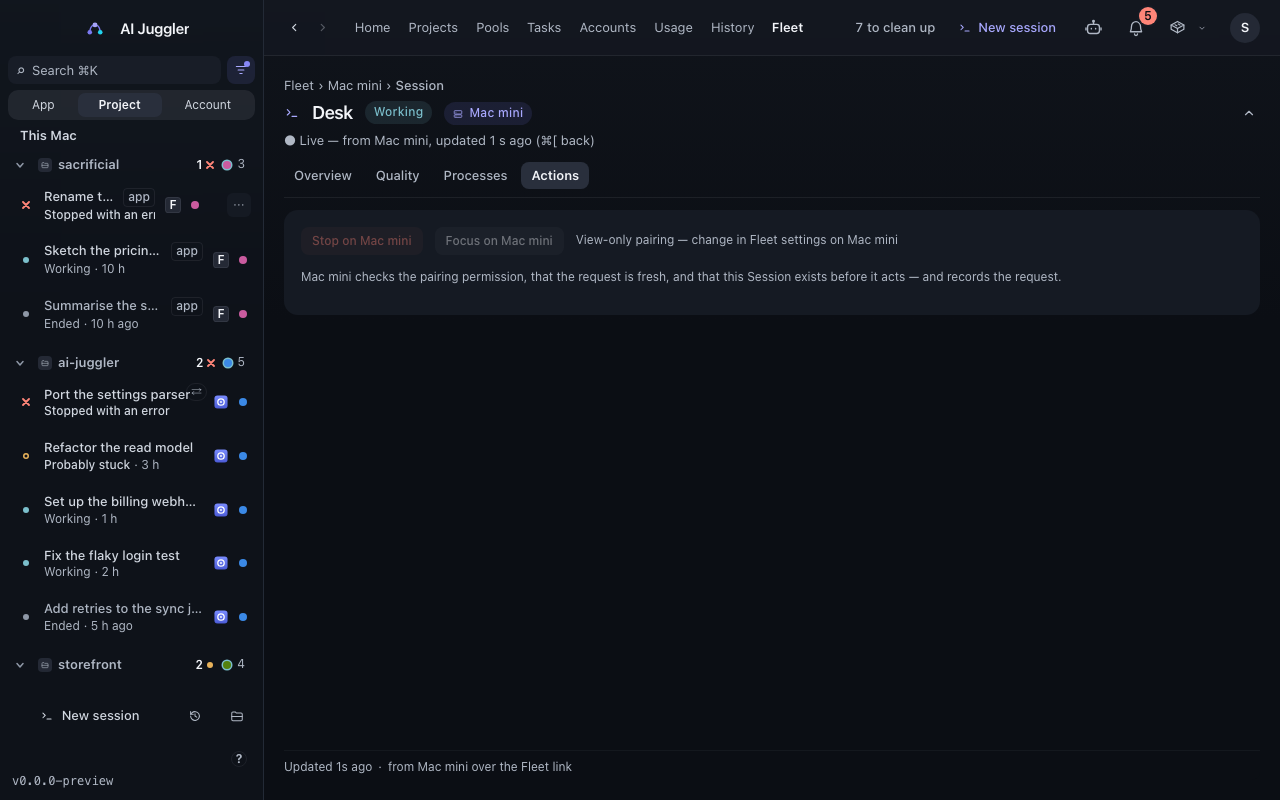 AI Juggler
Search ⌘K
App Project Account
This Mac
sacrificial 1 3
Rename t... app F
Stopped with an err
Sketch the pricin... app F
Working · 10 h
Summarise the s... app F
Ended · 10 h ago
ai-juggler 2 5
Port the settings parser
Stopped with an error
Refactor the read model
Probably stuck · 3 h
Set up the billing webh...
Working · 1 h
Fix the flaky login test
Working · 2 h
Add retries to the sync j...
Ended · 5 h ago
storefront 2 4
New session
?
v0.0.0-preview
Home Projects Pools Tasks Accounts Usage History Fleet 7 to clean up New session 5 S
Fleet › Mac mini › Session
Desk Working Mac mini
Live — from Mac mini, updated 1 s ago (⌘[ back)
Overview Quality Processes Actions
Stop on Mac mini Focus on Mac mini View-only pairing — change in Fleet settings on Mac mini
Mac mini checks the pairing permission, that the request is fresh, and that this Session exists before it acts — and records the request.
Updated 1s ago · from Mac mini over the Fleet link